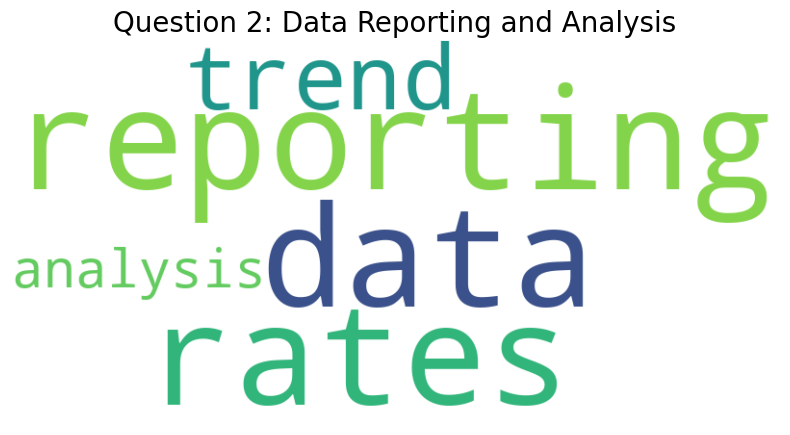 Question 2: Data Reporting and Analysis
trend
reporting
data
analysis
rates